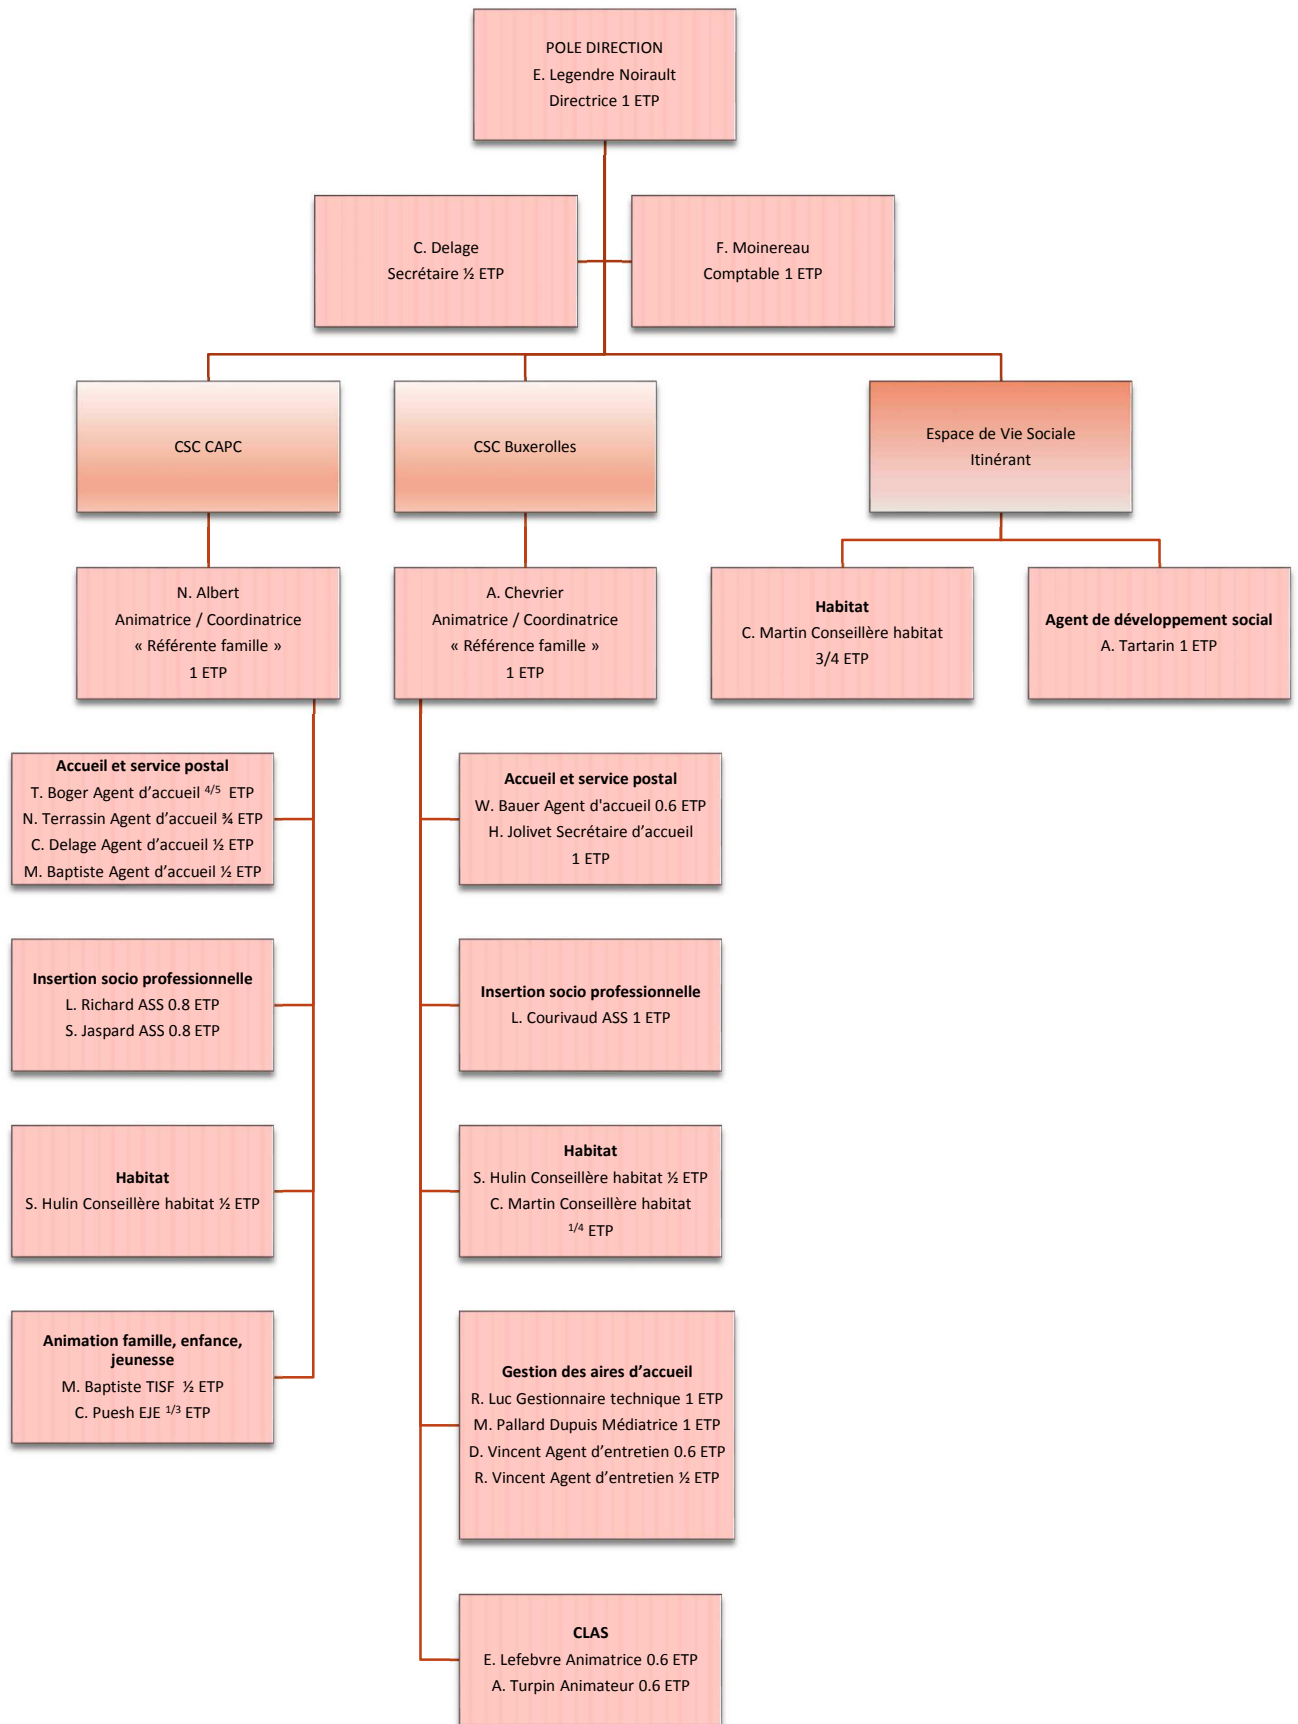 POLE DIRECTION
E. Legendre Noirault
Directrice 1 ETP
C. Delage
Secrétaire ½ ETP
F. Moinereau
Comptable 1 ETP
CSC CAPC
CSC Buxerolles
Espace de Vie Sociale
Itinérant
N. Albert
Animatrice / Coordinatrice
« Référente famille »
1 ETP
A. Chevrier
Animatrice / Coordinatrice
« Référence famille »
1 ETP
Habitat
C. Martin Conseillère habitat
3/4 ETP
Agent de développement social
A. Tartarin 1 ETP
Accueil et service postal
T. Boger Agent d’accueil 4/5 ETP
N. Terrassin Agent d’accueil ¾ ETP
C. Delage Agent d’accueil ½ ETP
M. Baptiste Agent d’accueil ½ ETP
Accueil et service postal
W. Bauer Agent d'accueil 0.6 ETP
H. Jolivet Secrétaire d’accueil
1 ETP
Insertion socio professionnelle
L. Richard ASS 0.8 ETP
S. Jaspard ASS 0.8 ETP
Insertion socio professionnelle
L. Courivaud ASS 1 ETP
Habitat
S. Hulin Conseillère habitat ½ ETP
Habitat
S. Hulin Conseillère habitat ½ ETP
C. Martin Conseillère habitat
1/4 ETP
Animation famille, enfance,
jeunesse
M. Baptiste TISF ½ ETP
C. Puesh EJE 1/3 ETP
Gestion des aires d’accueil
R. Luc Gestionnaire technique 1 ETP
M. Pallard Dupuis Médiatrice 1 ETP
D. Vincent Agent d’entretien 0.6 ETP
R. Vincent Agent d’entretien ½ ETP
CLAS
E. Lefebvre Animatrice 0.6 ETP
A. Turpin Animateur 0.6 ETP